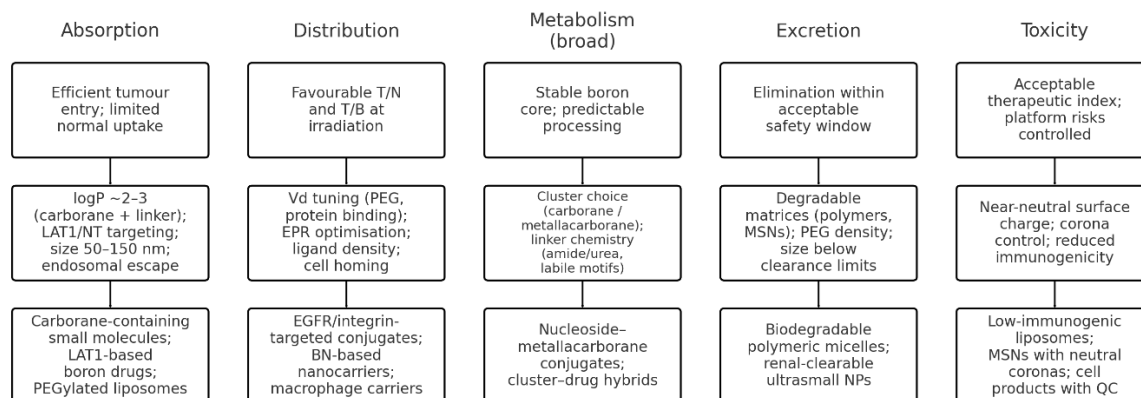 Absorption
Efficient tumour
entry; limited
normal uptake
logP ~2–3
(carborane + linker);
LAT1/NT targeting;
size 50–150 nm;
endosomal escape
Carborane-containing
small molecules;
LAT1-based
boron drugs;
PEGylated liposomes
Distribution
Favourable T/N
and T/B at
irradiation
Vd tuning (PEG,
protein binding);
EPR optimisation;
ligand density;
cell homing
EGFR/integrin-
targeted conjugates;
BN-based
nanocarriers;
macrophage carriers
Metabolism
(broad)
Stable boron
core; predictable
processing
Cluster choice
(carborane /
metallacarborane);
linker chemistry
(amide/urea,
labile motifs)
Nucleoside–
metallacarborane
conjugates;
cluster–drug hybrids
Excretion
Elimination within
acceptable
safety window
Degradable
matrices (polymers,
MSNs); PEG density;
size below
clearance limits
Biodegradable
polymeric micelles;
renal-clearable
ultrasmall NPs
Toxicity
Acceptable
therapeutic index;
platform risks
controlled
Near-neutral surface
charge; corona
control; reduced
immunogenicity
Low-immunogenic
liposomes;
MSNs with neutral
coronas; cell
products with QC